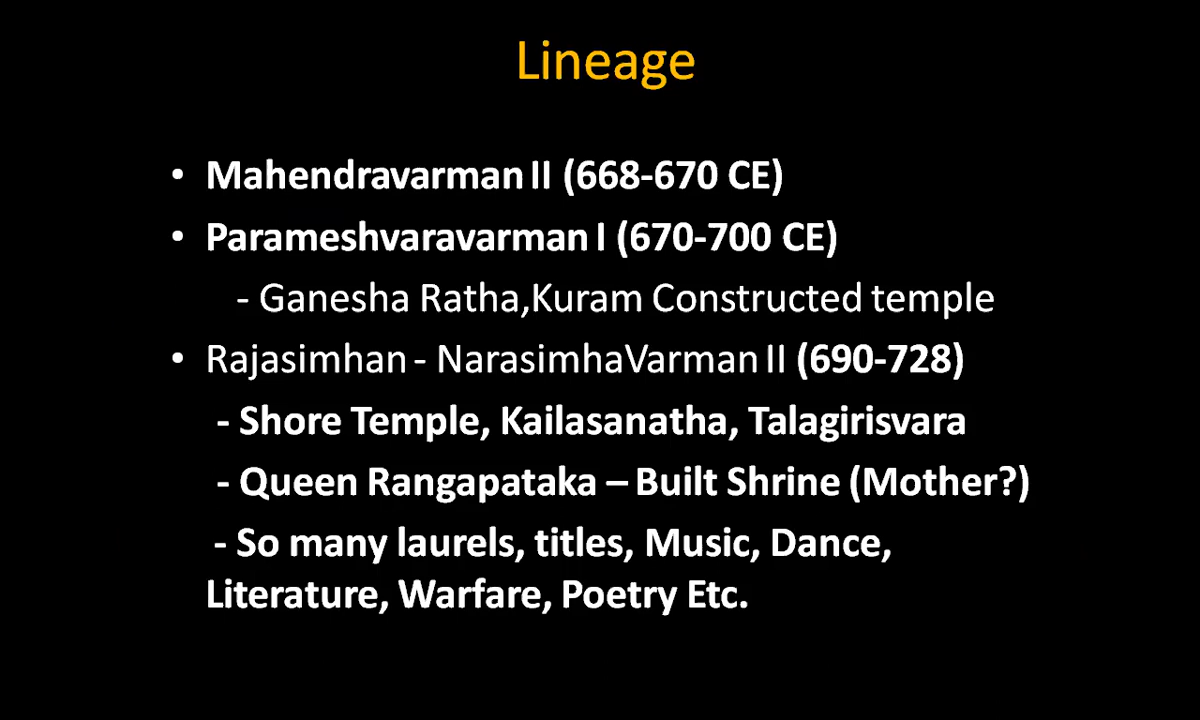 Lineage
• Mahendravarman II (668-670 CE)
• Parameshvaravarman I (670-700 CE)
- Ganesha Ratha,Kuram Constructed temple
• Rajasimhan - NarasimhaVarman II (690-728)
- Shore Temple, Kailasanatha, Talagirisvara
- Queen Rangapataka – Built Shrine (Mother?)
- So many laurels, titles, Music, Dance,
Literature, Warfare, Poetry Etc.